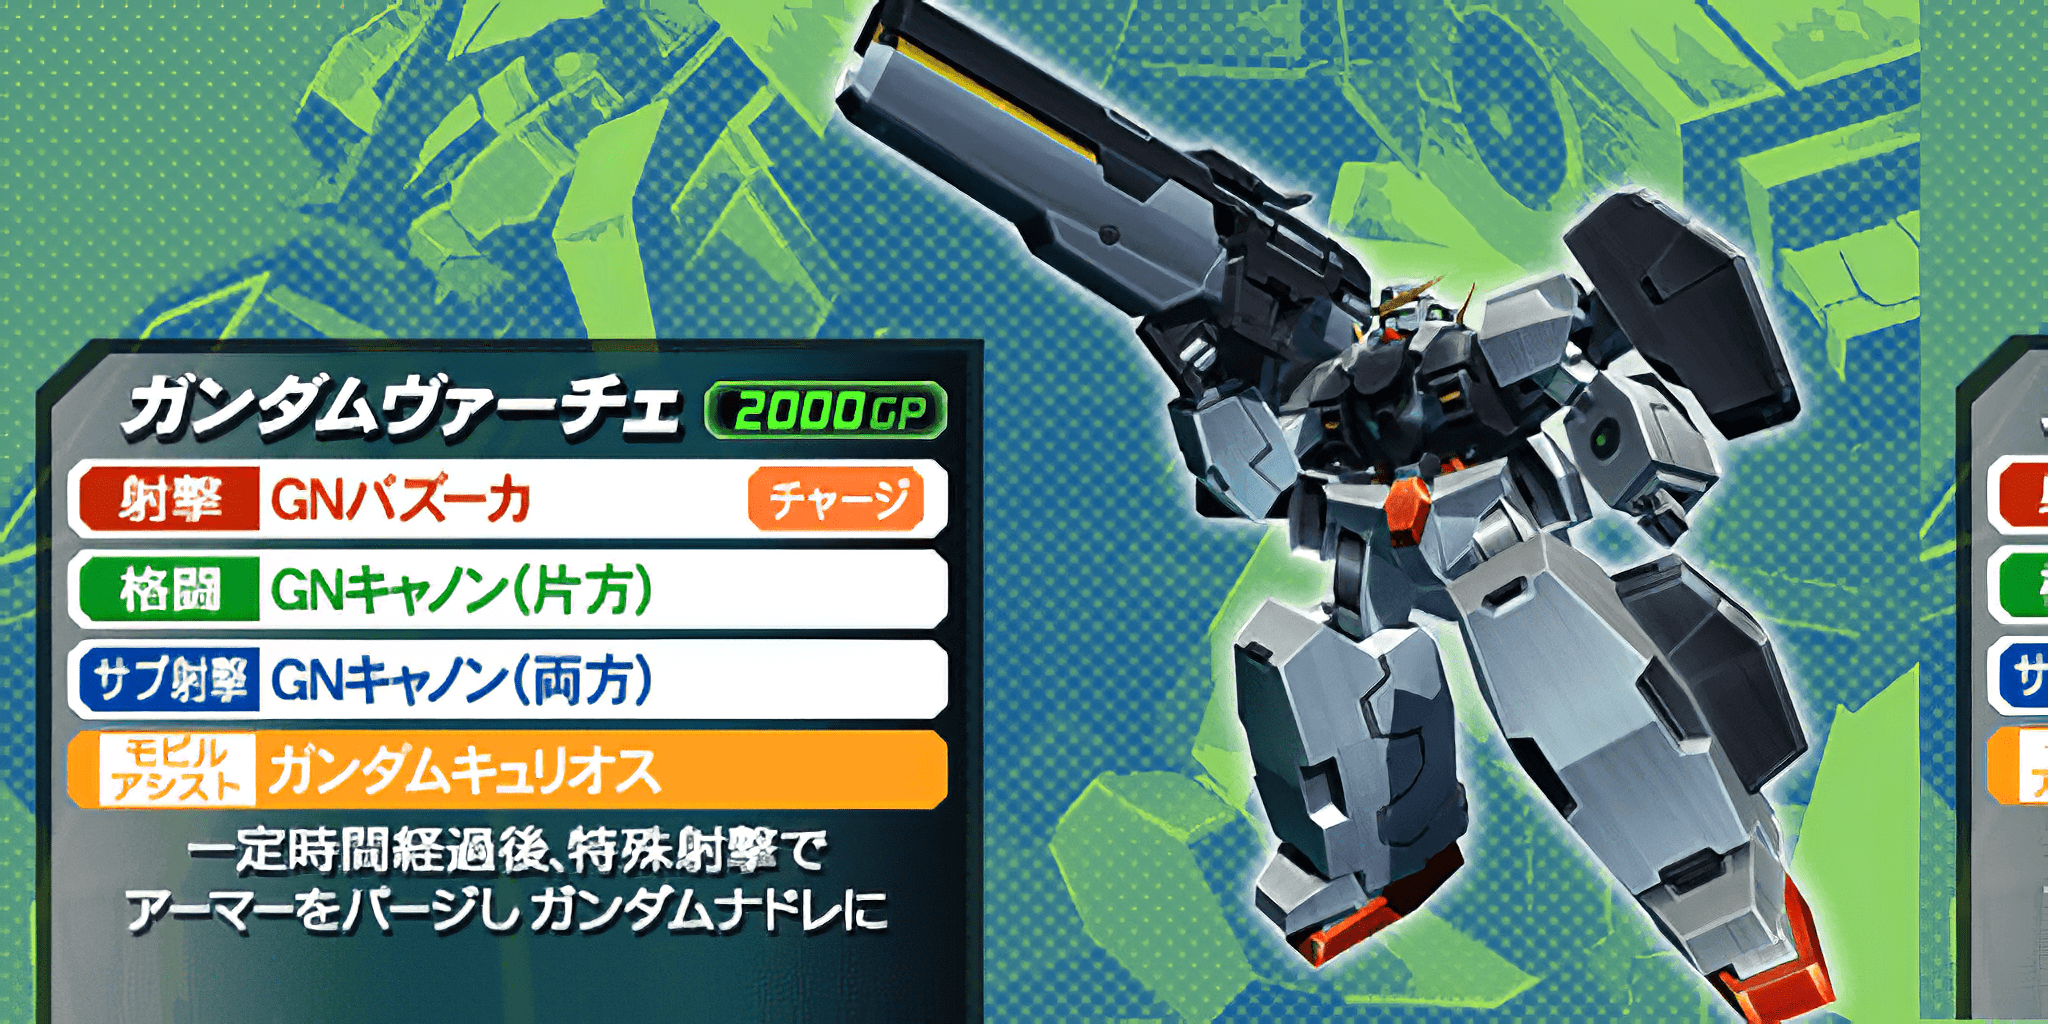 ガンダムヴァーチェ 2000GP
射撃 GNバズーカ チャージ
格闘 GNキャノン(片方)
サブ射撃 GNキャノン(両方)
モビルアシスト ガンダムキュリオス
一定時間経過後、特殊射撃で
アーマーをパージしガンダムナドレに